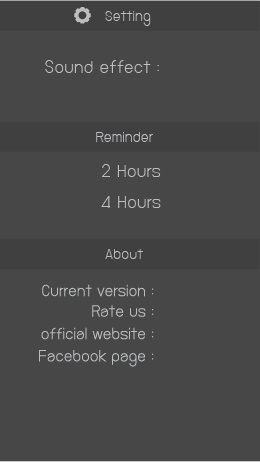 Setting
Sound effect :
Reminder
2 Hours
4 Hours
About
Current version :
Rate us :
official website :
Facebook page :